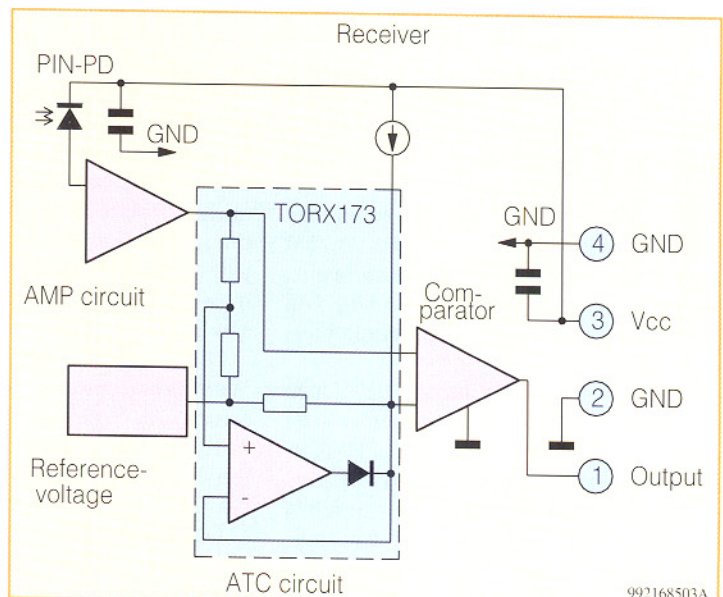 Receiver
PIN-PD
GND
TORX173
GND
4 GND
AMP circuit
Com-
parator
3 Vcc
2 GND
+
Reference-
voltage
-
1 Output
ATC circuit
992168503A